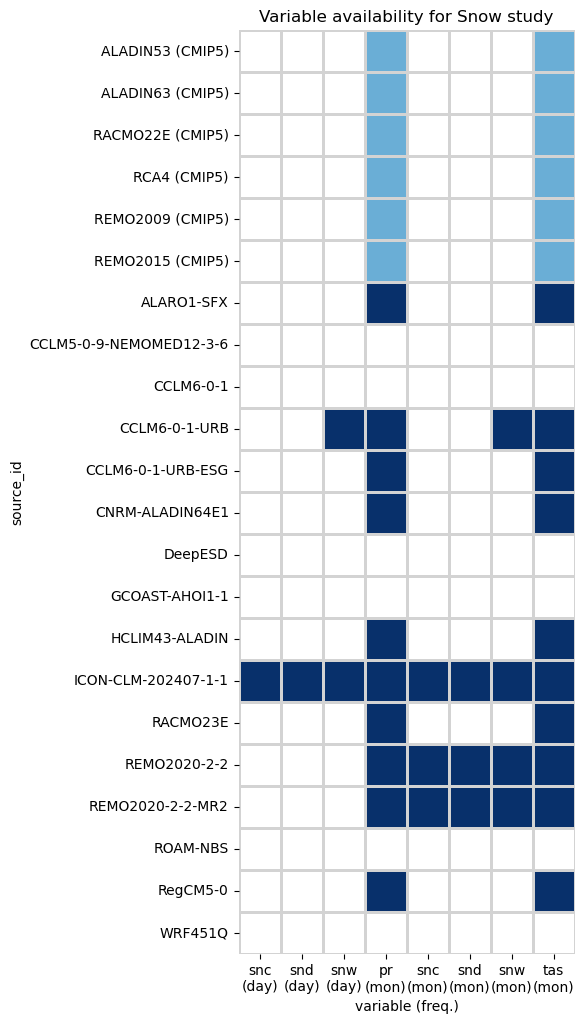 Variable availability for Snow study
ALADIN53 (CMIP5)
ALADIN63 (CMIP5)
RACMO22E (CMIP5)
RCA4 (CMIP5)
REMO2009 (CMIP5)
REMO2015 (CMIP5)
ALARO1-SFX
CCLM5-0-9-NEMOMED12-3-6
CCLM6-0-1
CCLM6-0-1-URB
CCLM6-0-1-URB-ESG
CNRM-ALADIN64E1
DeepESD
GCOAST-AHOI1-1
HCLIM43-ALADIN
ICON-CLM-202407-1-1
RACMO23E
REMO2020-2-2
REMO2020-2-2-MR2
ROAM-NBS
RegCM5-0
WRF451Q
source_id
snc snd snw pr snc snd snw tas
(day) (day) (day) (mon) (mon) (mon) (mon) (mon)
variable (freq.)